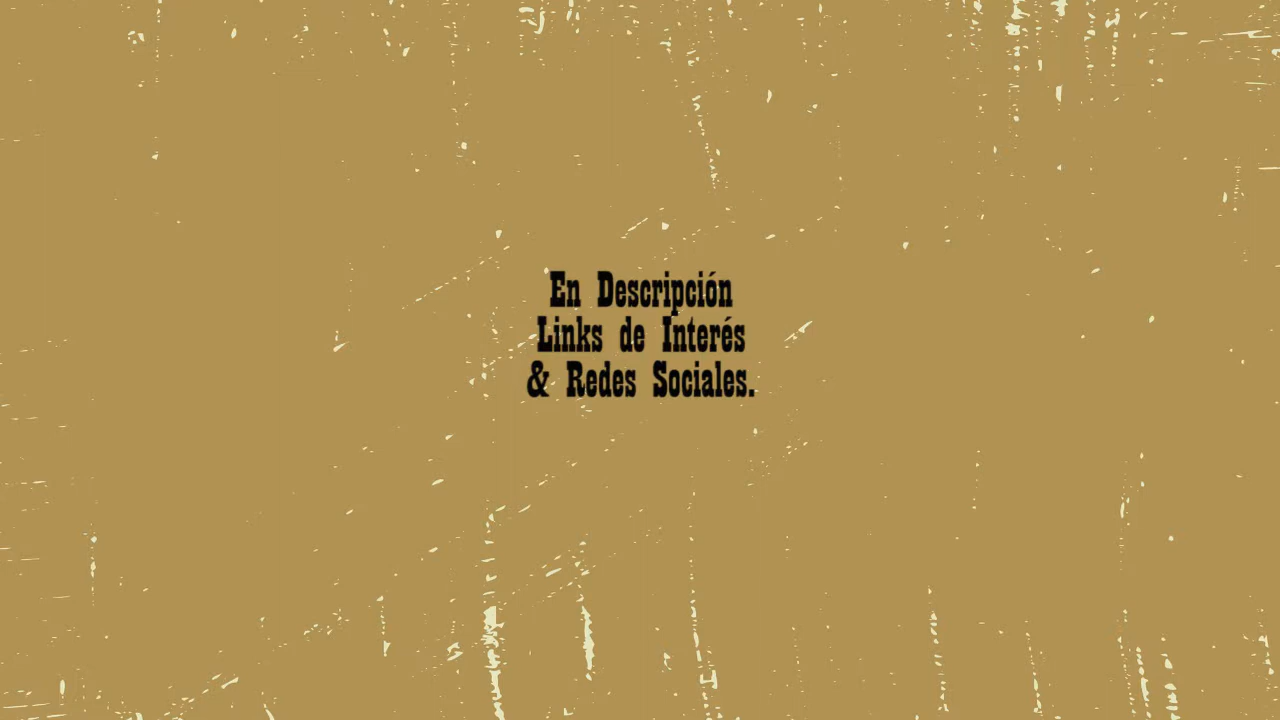 En Descripción
Links de Interés
& Redes Sociales.